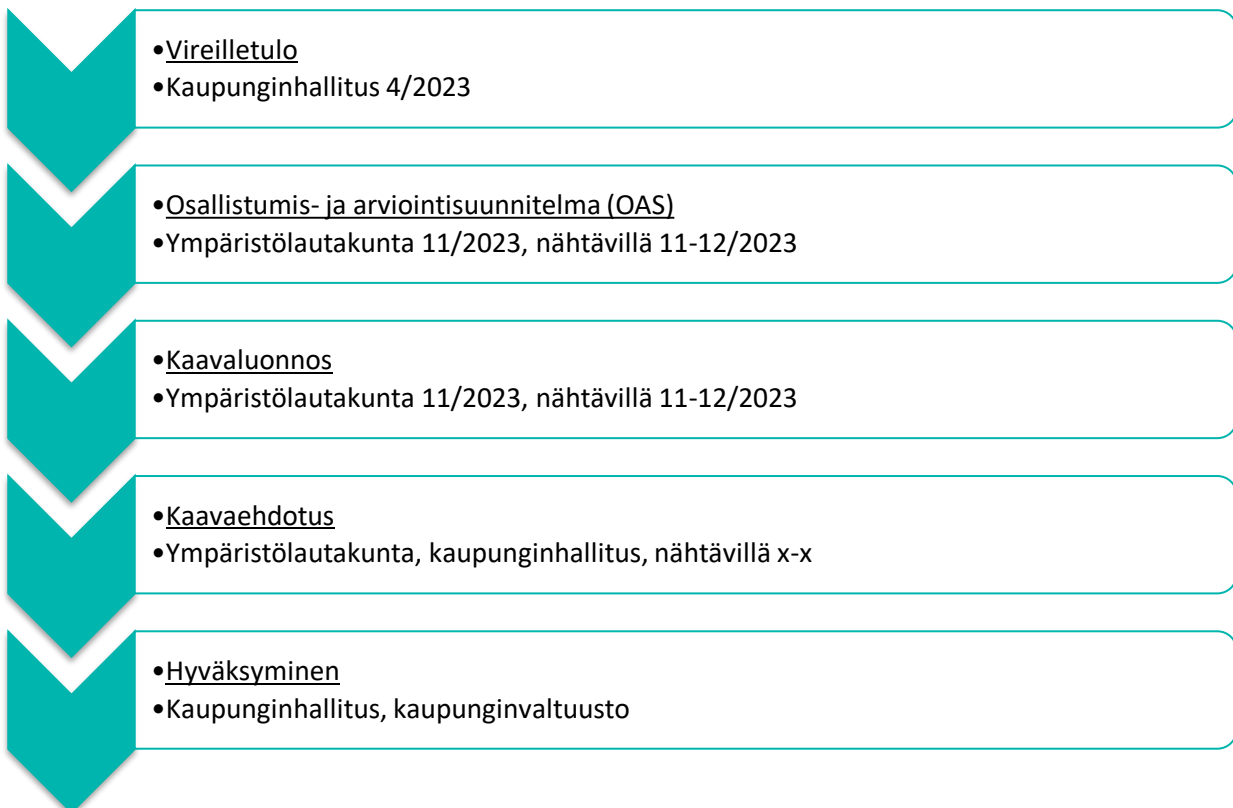 •Vireilletulo
•Kaupunginhallitus 4/2023
•Osallistumis- ja arviointisuunnitelma (OAS)
•Ympäristölautakunta 11/2023, nähtävillä 11-12/2023
•Kaavaluonnos
•Ympäristölautakunta 11/2023, nähtävillä 11-12/2023
•Kaavaehdotus
•Ympäristölautakunta, kaupunginhallitus, nähtävillä x-x
•Hyväksyminen
•Kaupunginhallitus, kaupunginvaltuusto